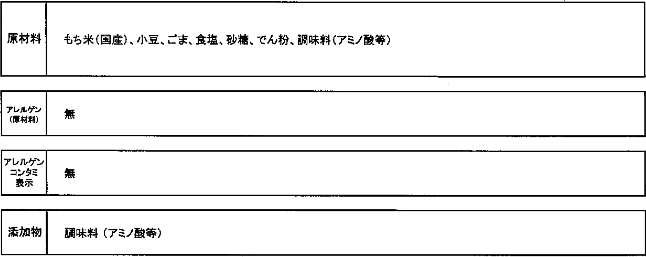 原材料
もち米(国産)、小豆、ごま、食塩、砂糖、でん粉、調味料(アミノ酸等)
アレルゲン
(原材料)
無
アレルゲン
コンタミ
表示
無
添加物
調味料 (アミノ酸等)